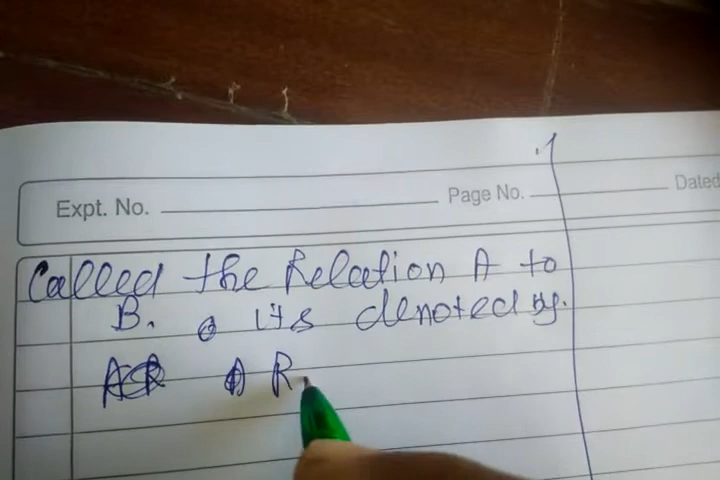 Expt. No. Page No. Dated
Called the Relation A to
B. its denoted by.
R